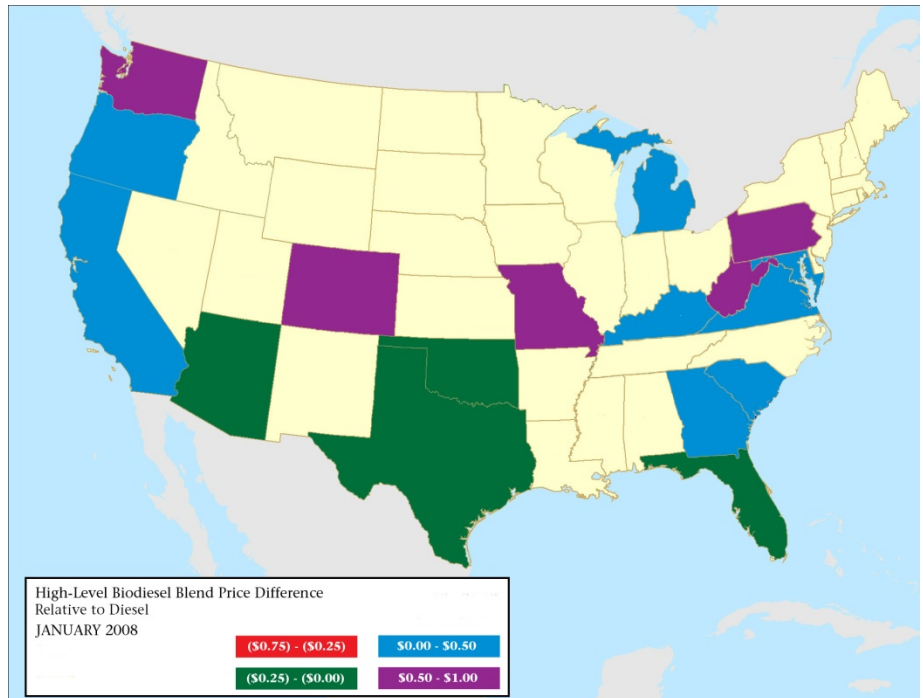 High-Level Biodiesel Blend Price Difference
Relative to Diesel
JANUARY 2008
($0.75) - ($0.25)
$0.00 - $0.50
($0.25) - ($0.00)
$0.50 - $1.00